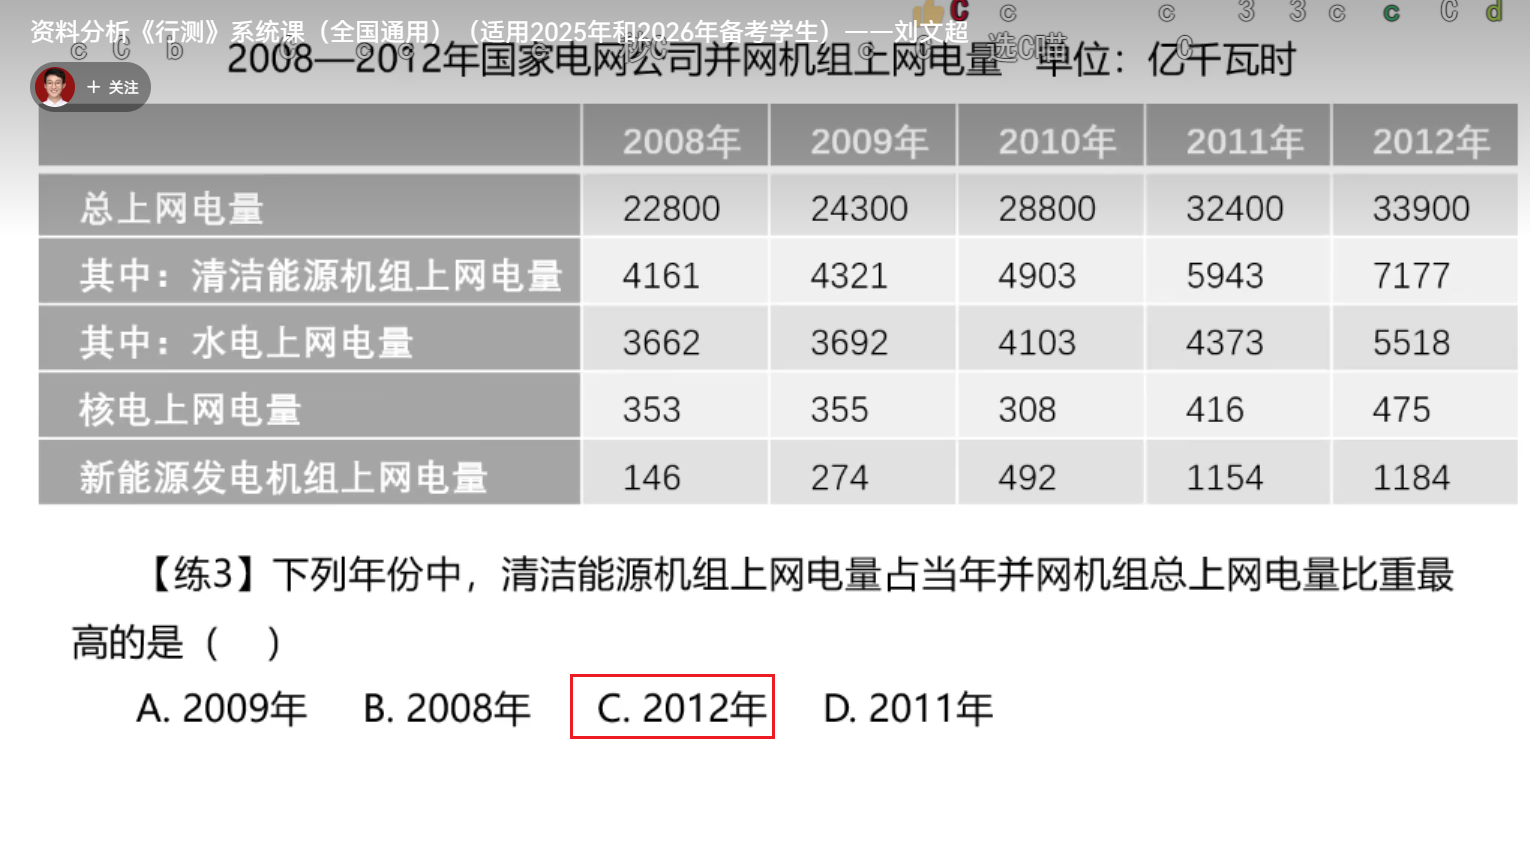 资料分析《行测》系统课（全国通用）（适用2025年和2026年备考学生）——刘文超
C c c 3 3 c c C d
c C b C c c c 秒C c C 选C喵 C
2008—2012年国家电网公司并网机组上网电量 单位：亿千瓦时
+ 关注
2008年 2009年 2010年 2011年 2012年
总上网电量 22800 24300 28800 32400 33900
其中：清洁能源机组上网电量 4161 4321 4903 5943 7177
其中：水电上网电量 3662 3692 4103 4373 5518
核电上网电量 353 355 308 416 475
新能源发电机组上网电量 146 274 492 1154 1184
【练3】下列年份中，清洁能源机组上网电量占当年并网机组总上网电量比重最
高的是（ ）
A. 2009年 B. 2008年 C. 2012年 D. 2011年